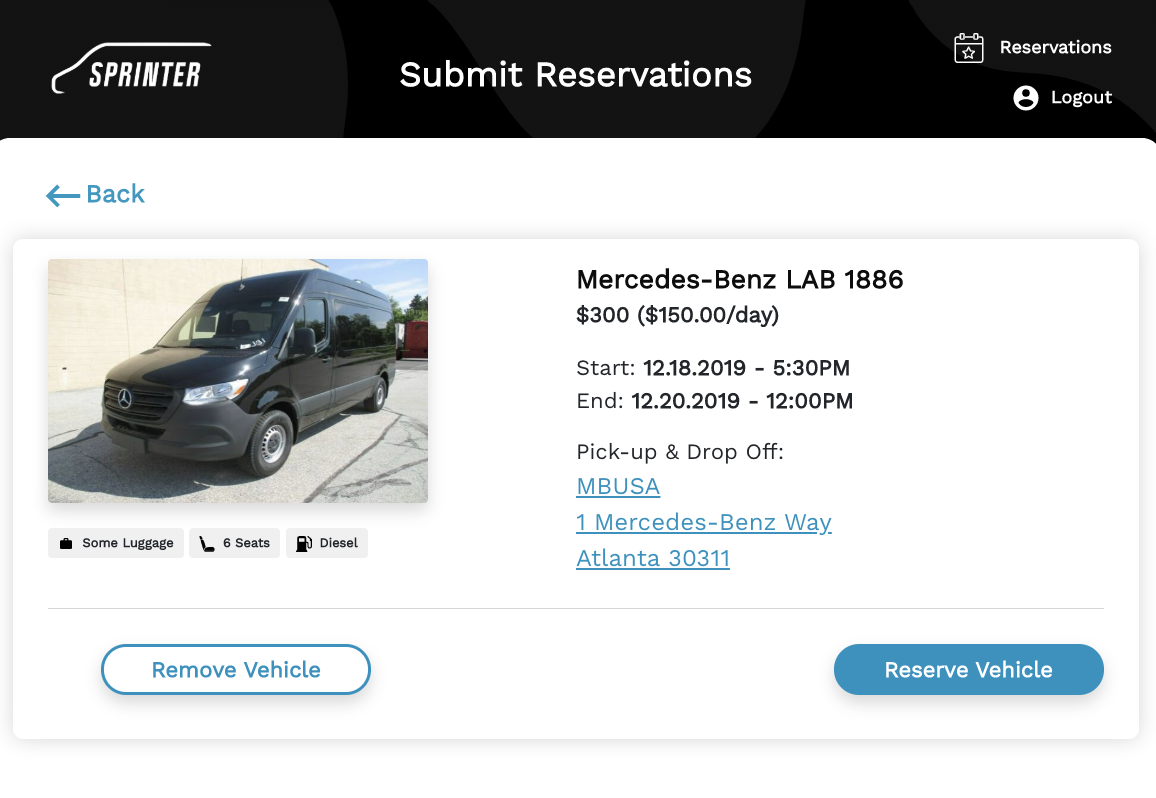 SPRINTER
Submit Reservations
Reservations
Logout
Back
Mercedes-Benz LAB 1886
$300 ($150.00/day)
Start: 12.18.2019 - 5:30PM
End: 12.20.2019 - 12:00PM
Pick-up & Drop Off:
MBUSA
1 Mercedes-Benz Way
Atlanta 30311
Some Luggage
6 Seats
Diesel
Remove Vehicle
Reserve Vehicle